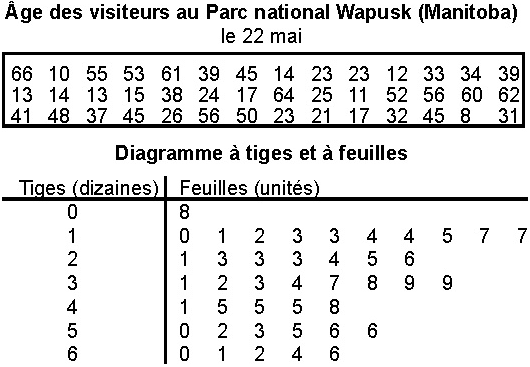 Âge des visiteurs au Parc national Wapusk (Manitoba)
le 22 mai
66 10 55 53 61 39 45 14 23 23 12 33 34 39
13 14 13 15 38 24 17 64 25 11 52 56 60 62
41 48 37 45 26 56 50 23 21 17 32 45 8 31
Diagramme à tiges et à feuilles
Tiges (dizaines) Feuilles (unités)
0 8
1 0 1 2 3 3 4 4 5 7 7
2 1 3 3 3 4 5 6
3 1 2 3 4 7 8 9 9
4 1 5 5 5 8
5 0 2 3 5 6 6
6 0 1 2 4 6